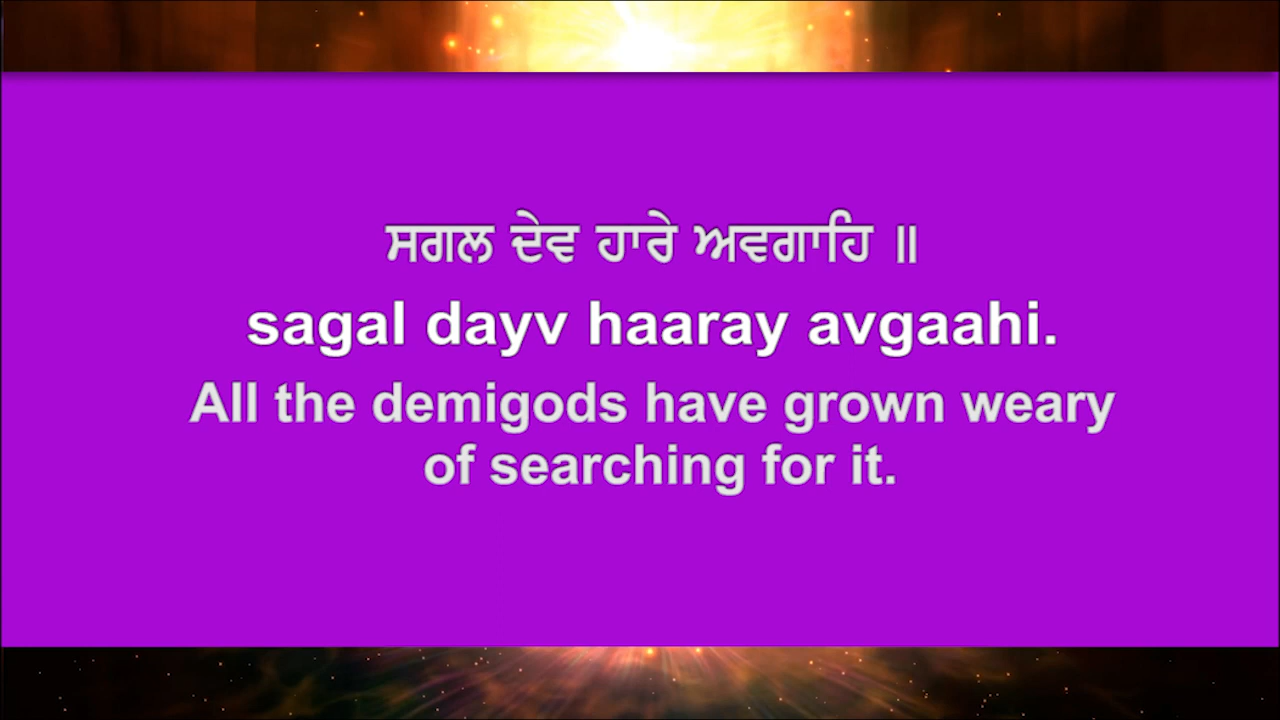 ਸਗਲ ਦੇਵ ਹਾਰੇ ਅਵਗਾਹਿ ॥
sagal dayv haaray avgaahi.
All the demigods have grown weary
of searching for it.